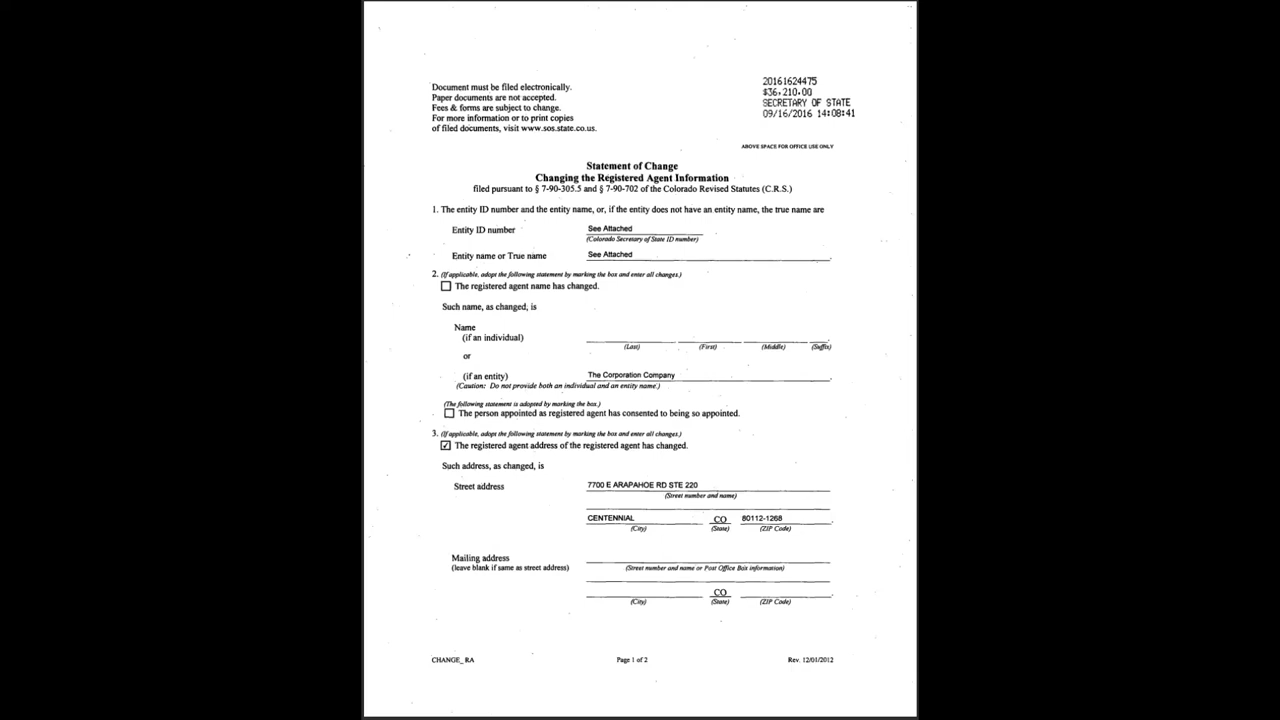 Document must be filed electronically.
Paper documents are not accepted.
Fees & forms are subject to change.
For more information or to print copies
of filed documents, visit www.sos.state.co.us.
20161624475
$36,210.00
SECRETARY OF STATE
09/16/2016 14:08:41
ABOVE SPACE FOR OFFICE USE ONLY
Statement of Change
Changing the Registered Agent Information
filed pursuant to § 7-90-305.5 and § 7-90-702 of the Colorado Revised Statutes (C.R.S.)
1. The entity ID number and the entity name, or, if the entity does not have an entity name, the true name are
Entity ID number See Attached
(Colorado Secretary of State ID number)
Entity name or True name See Attached
2. (If applicable, adopt the following statement by marking the box and enter all changes.)
The registered agent name has changed.
Such name, as changed, is
Name
(if an individual)
(Last) (First) (Middle) (Suffix)
or
(if an entity) The Corporation Company
(Caution: Do not provide both an individual and an entity name.)
(The following statement is adopted by marking the box.)
The person appointed as registered agent has consented to being so appointed.
3. (If applicable, adopt the following statement by marking the box and enter all changes.)
The registered agent address of the registered agent has changed.
Such address, as changed, is
Street address 7700 E ARAPAHOE RD STE 220
(Street number and name)
CENTENNIAL CO 80112-1268
(City) (State) (ZIP Code)
Mailing address
(leave blank if same as street address) (Street number and name or Post Office Box information)
CO
(City) (State) (ZIP Code)
CHANGE_RA Page 1 of 2 Rev. 12/01/2012